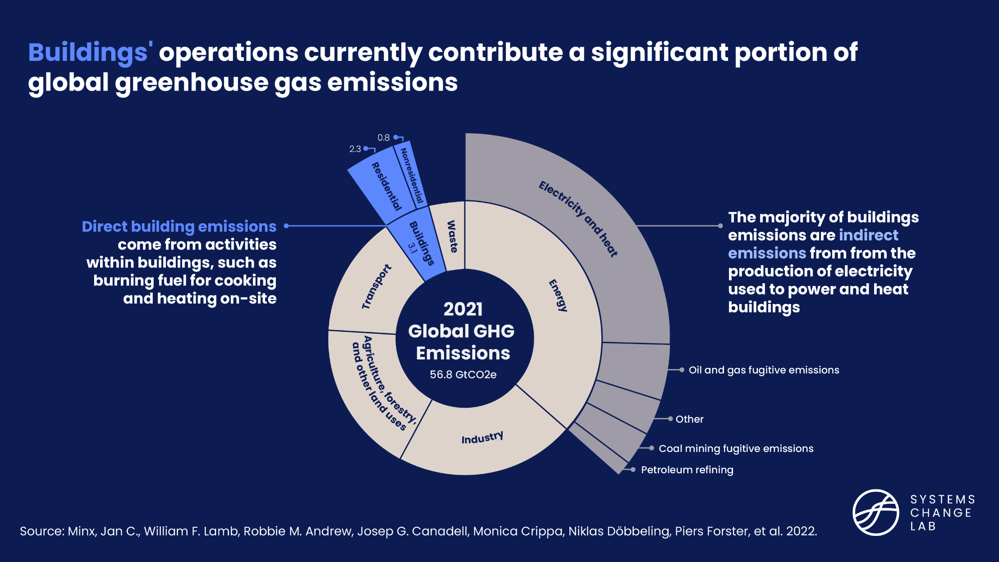 Buildings' operations currently contribute a significant portion of
global greenhouse gas emissions
0.8
2.3
Nonresidential
Residential
Buildings
3.1
Waste
Electricity and heat
Energy
Transport
Agriculture, forestry,
and other land uses
Industry
2021
Global GHG
Emissions
56.8 GtCO2e
Direct building emissions
come from activities
within buildings, such as
burning fuel for cooking
and heating on-site
The majority of buildings
emissions are indirect
emissions from from the
production of electricity
used to power and heat
buildings
Oil and gas fugitive emissions
Other
Coal mining fugitive emissions
Petroleum refining
SYSTEMS
CHANGE
LAB
Source: Minx, Jan C., William F. Lamb, Robbie M. Andrew, Josep G. Canadell, Monica Crippa, Niklas Döbbeling, Piers Forster, et al. 2022.